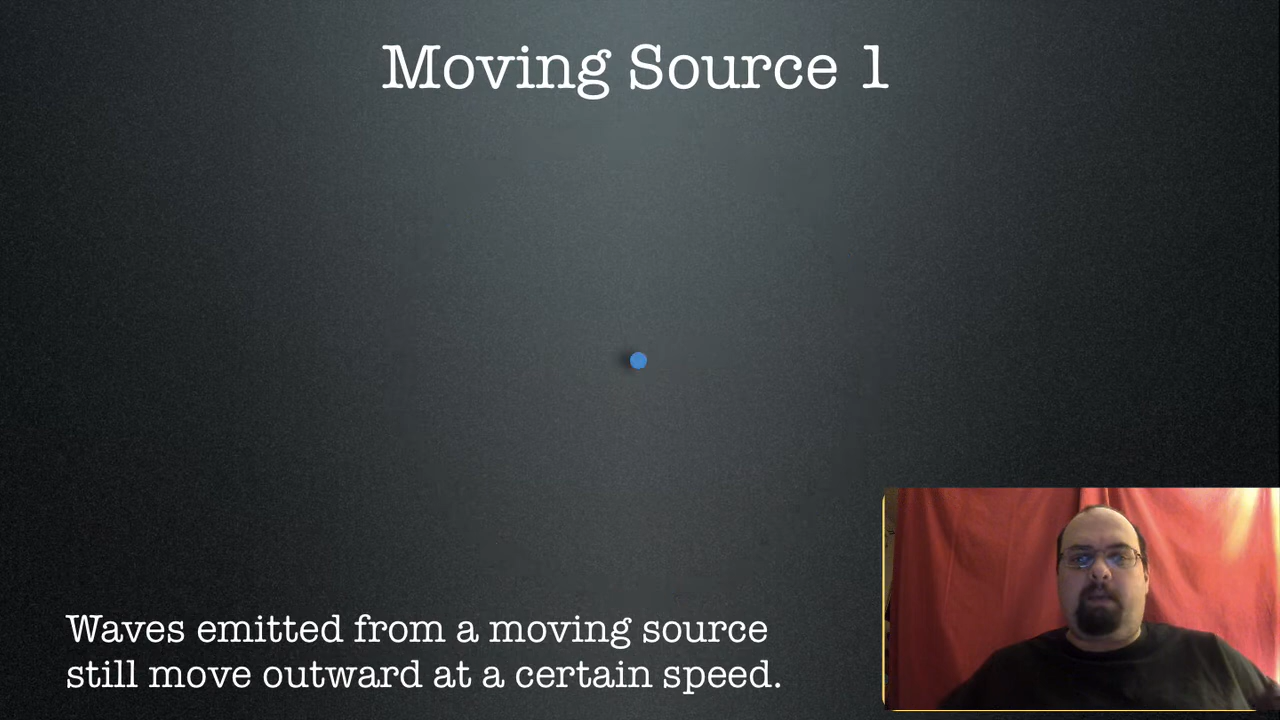 Moving Source 1
Waves emitted from a moving source
still move outward at a certain speed.